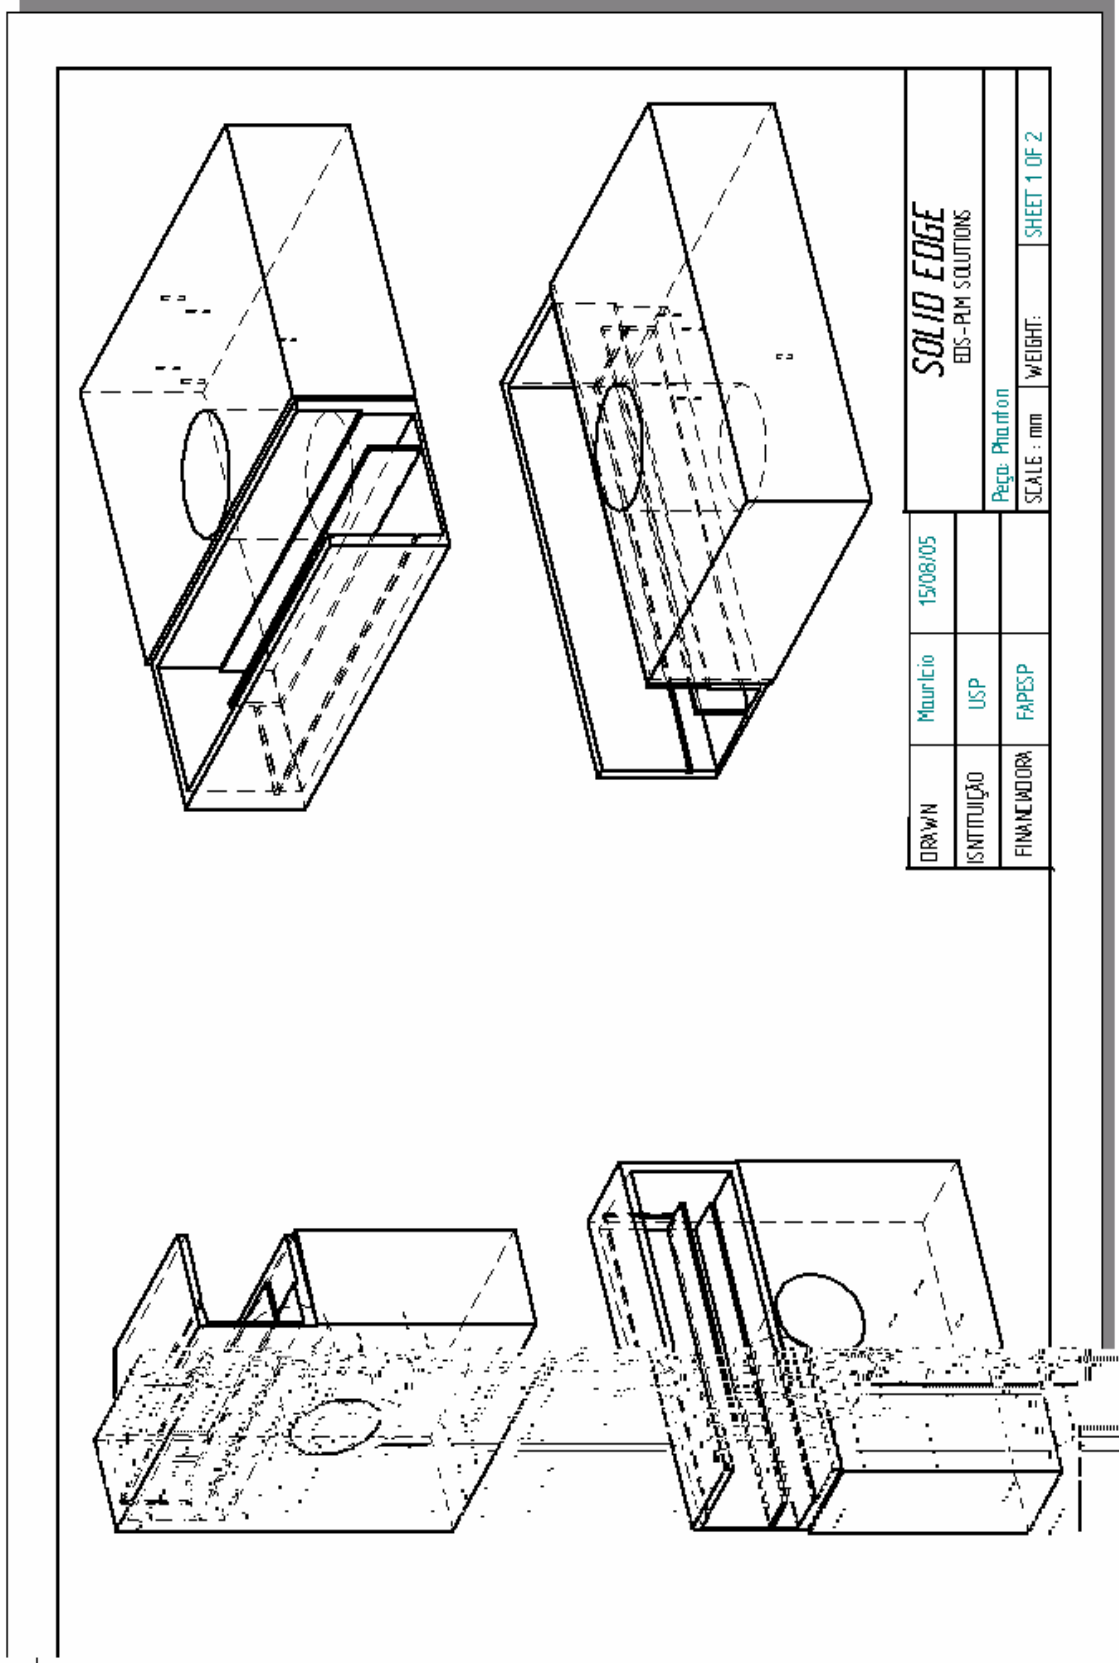 SOLID EDGE
EDS-PLM SOLUTIONS
DRAWN Maurício 15/08/05
ISNTITUIÇÃO USP
Peça: Phanton
FINANCIADORA FAPESP
SCALE : mm WEIGHT: SHEET 1 OF 2